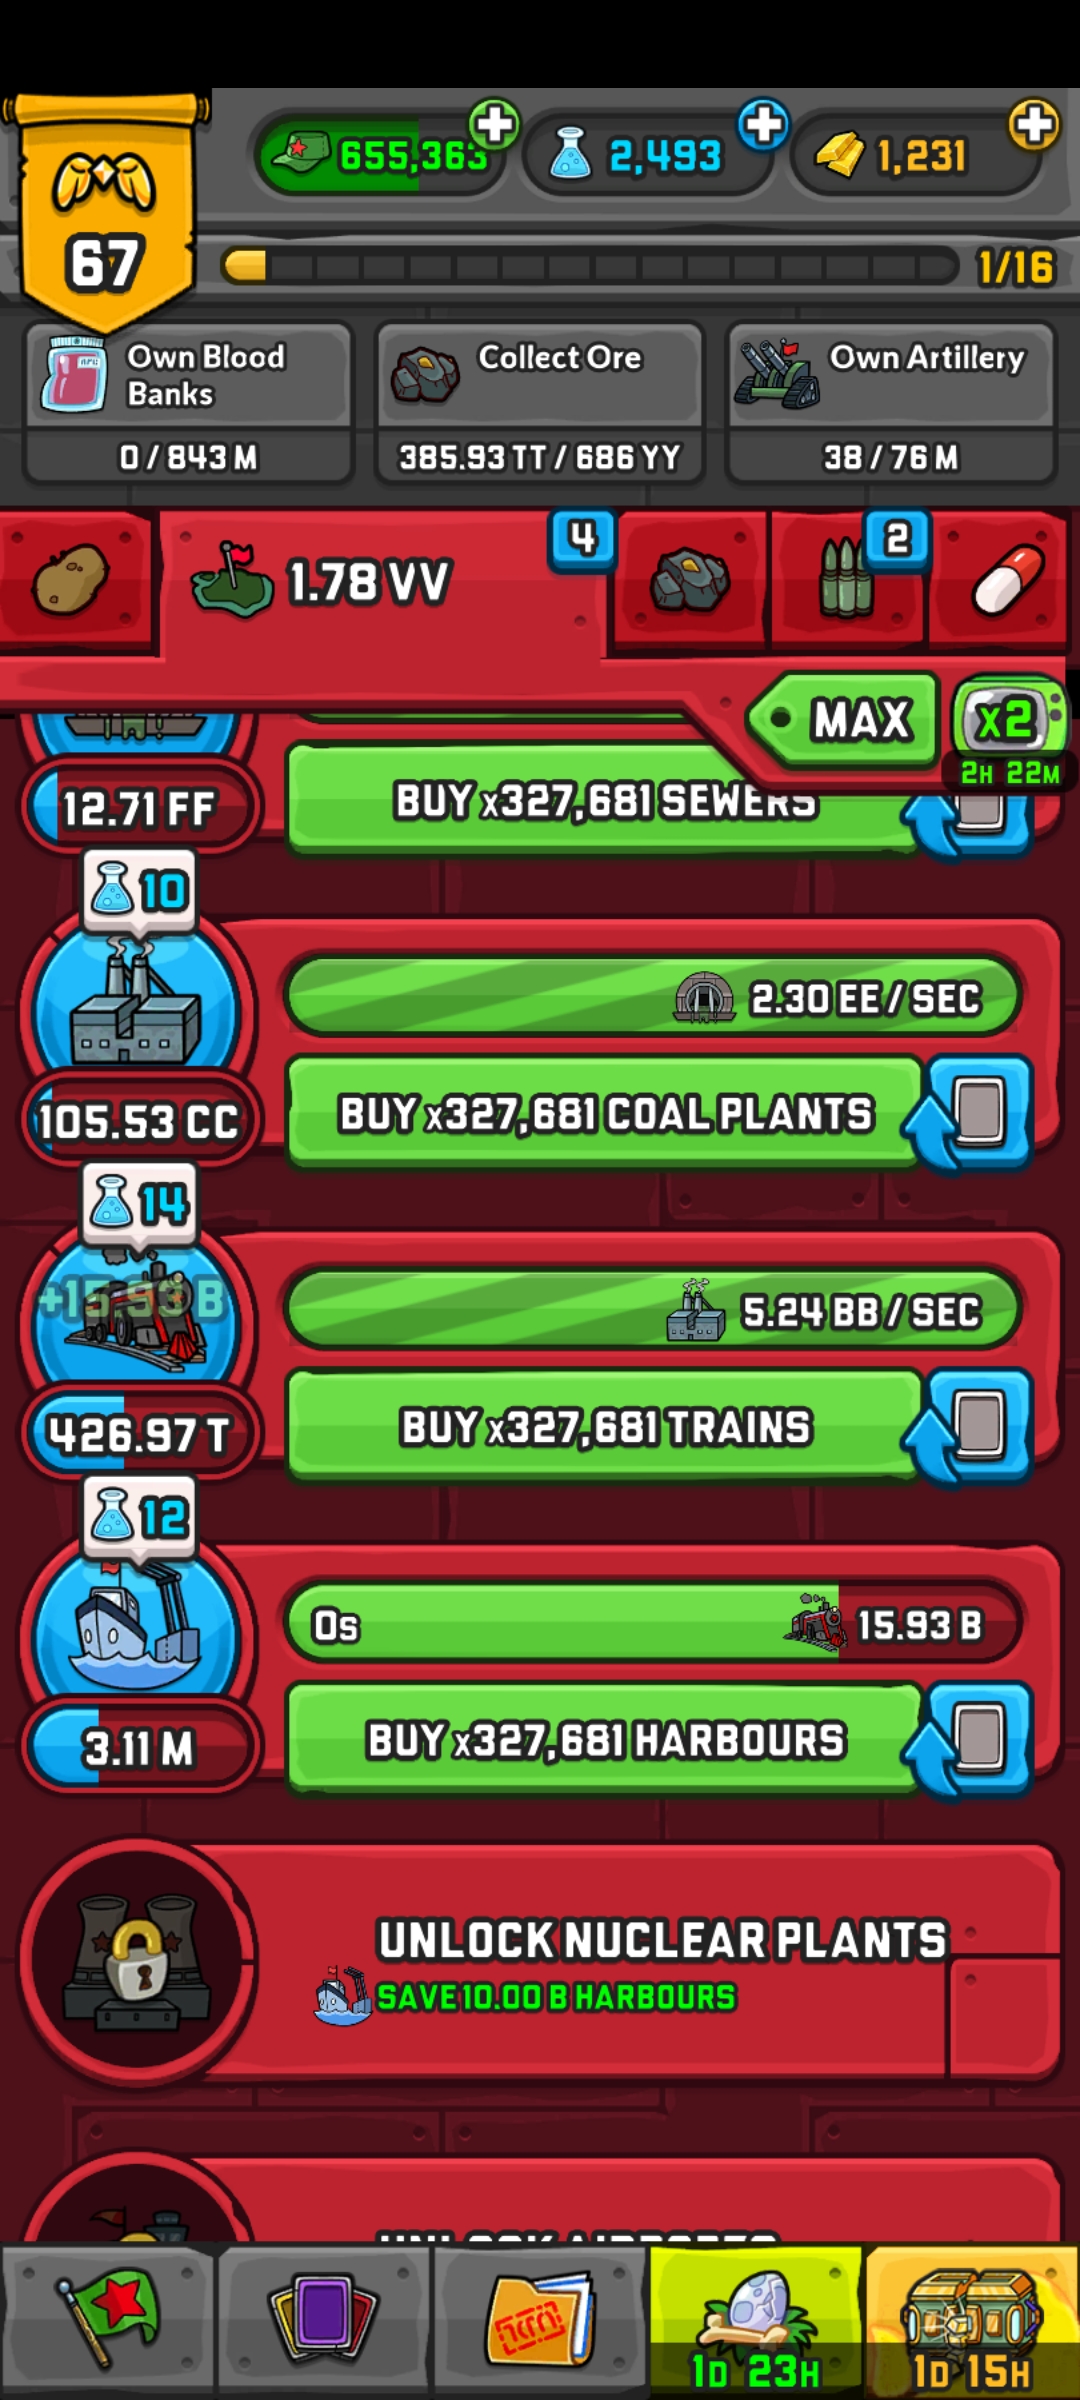 655,363
2,493
1,231
67
1/16
Own Blood
Banks
Collect Ore
Own Artillery
0 / 843 M
385.93 TT / 686 YY
38 / 76 M
1.78 VV
4
2
MAX
x2
2H 22M
12.71 FF
BUY x327,681 SEWERS
10
2.30 EE / SEC
105.53 CC
BUY x327,681 COAL PLANTS
14
+15.93 B
5.24 BB / SEC
426.97 T
BUY x327,681 TRAINS
12
0s
15.93 B
3.11 M
BUY x327,681 HARBOURS
UNLOCK NUCLEAR PLANTS
SAVE 10.00 B HARBOURS
UNLOCK AIRPORTS
1D 23H
1D 15H